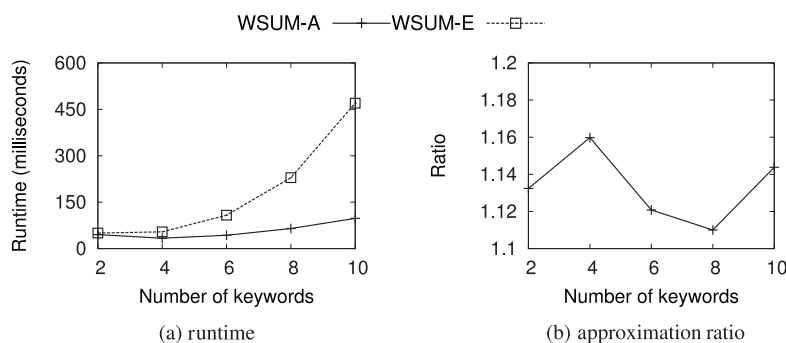 WSUM-A WSUM-E
600
450
300
150
0
2 4 6 8 10
Runtime (milliseconds)
Number of keywords
(a) runtime
1.2
1.18
1.16
1.14
1.12
1.1
2 4 6 8 10
Ratio
Number of keywords
(b) approximation ratio